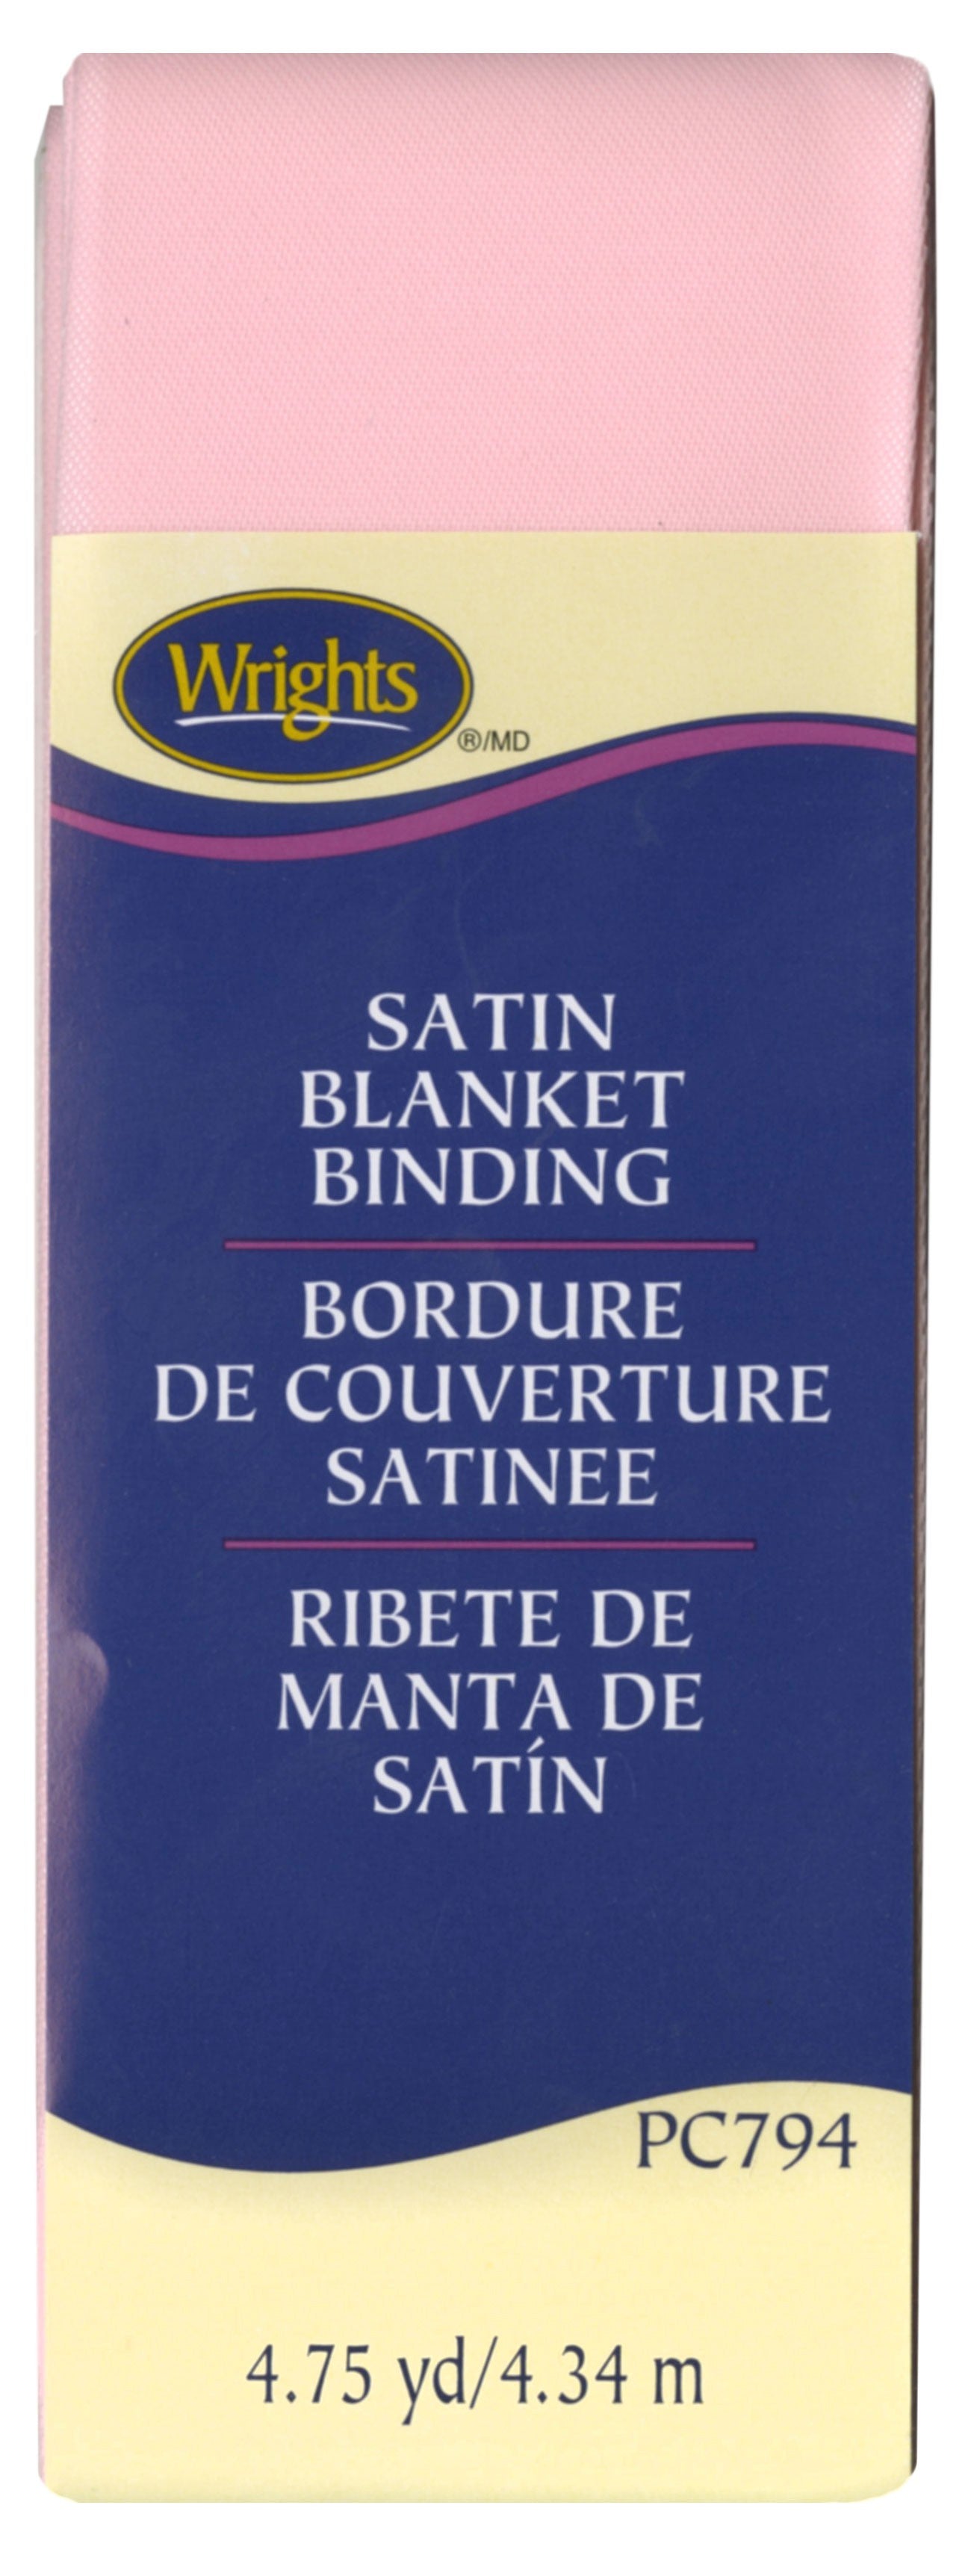 Wrights
®/MD
SATIN
BLANKET
BINDING
BORDURE
DE COUVERTURE
SATINEE
RIBETE DE
MANTA DE
SATÍN
PC794
4.75 yd/4.34 m